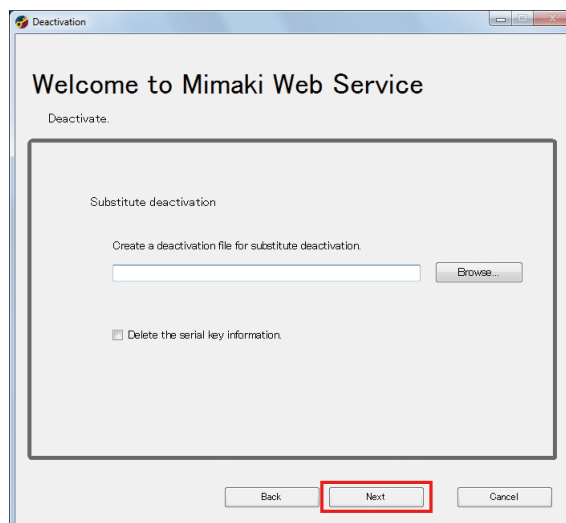 Deactivation
Welcome to Mimaki Web Service
Deactivate.
Substitute deactivation
Create a deactivation file for substitute deactivation.
Browse...
Delete the serial key information.
Back Next Cancel